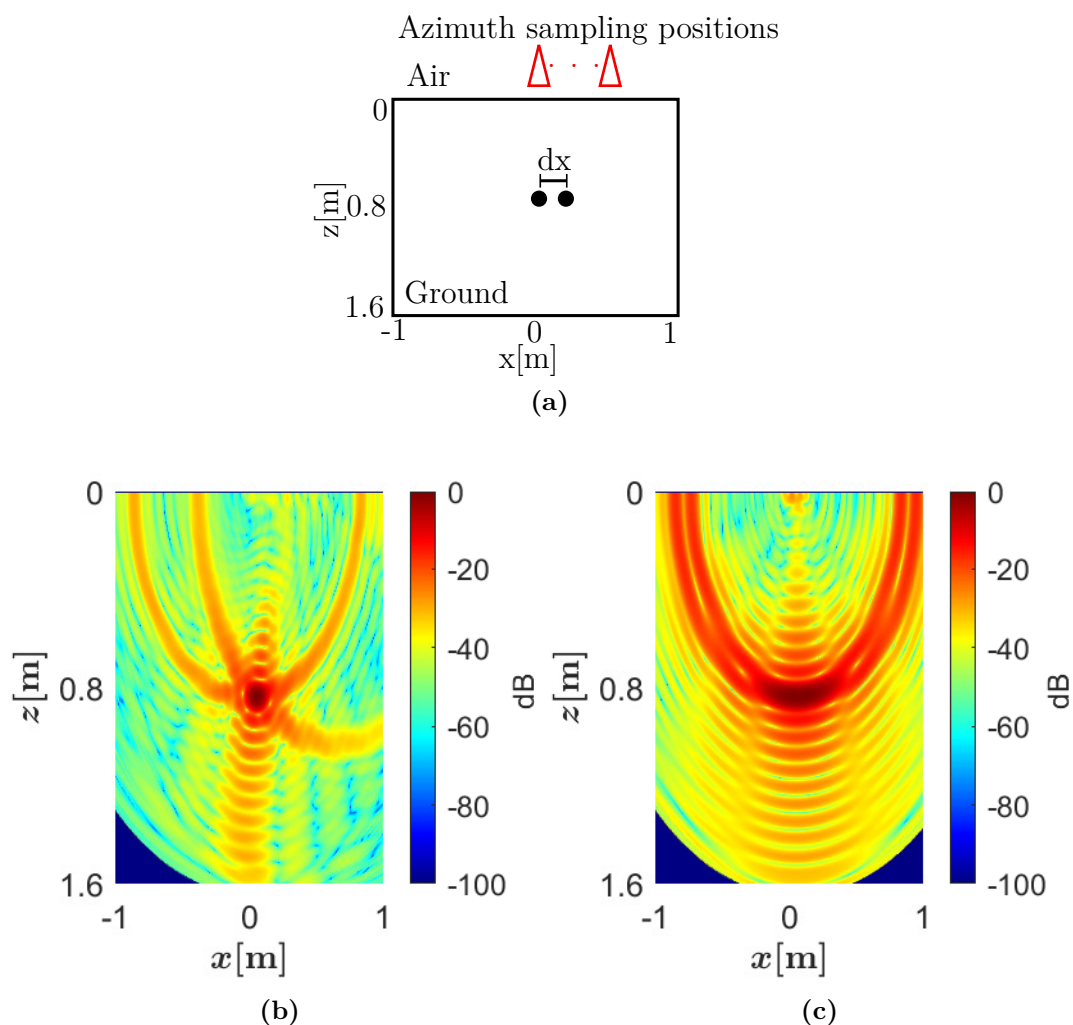 Azimuth sampling positions
Air
0
dx
z[m]
0.8
Ground
1.6
-1 0 1
x[m]
(a)
0 0 0 0
-20 -20
-40 -40
z[m] 0.8 dB z[m] 0.8 dB
-60 -60
-80 -80
1.6 -100 1.6 -100
-1 0 1 -1 0 1
x[m] x[m]
(b) (c)